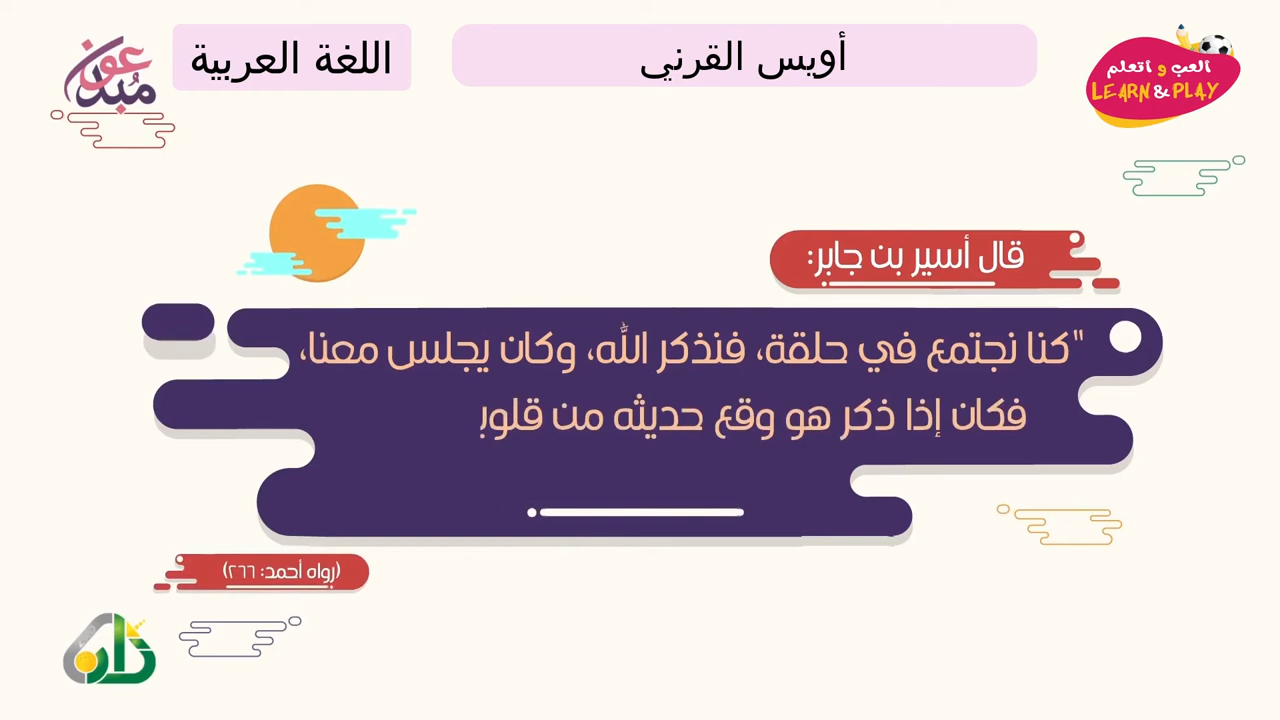 مُبدعون
اللغة العربية
أويس القرني
العب و اتعلم
LEARN & PLAY
قال أسير بن جابر:
"كنا نجتمع في حلقة، فنذكر الله، وكان يجلس معنا،
فكان إذا ذكر هو وقع حديثه من قلوب
(رواه أحمد: ٢٦٦)